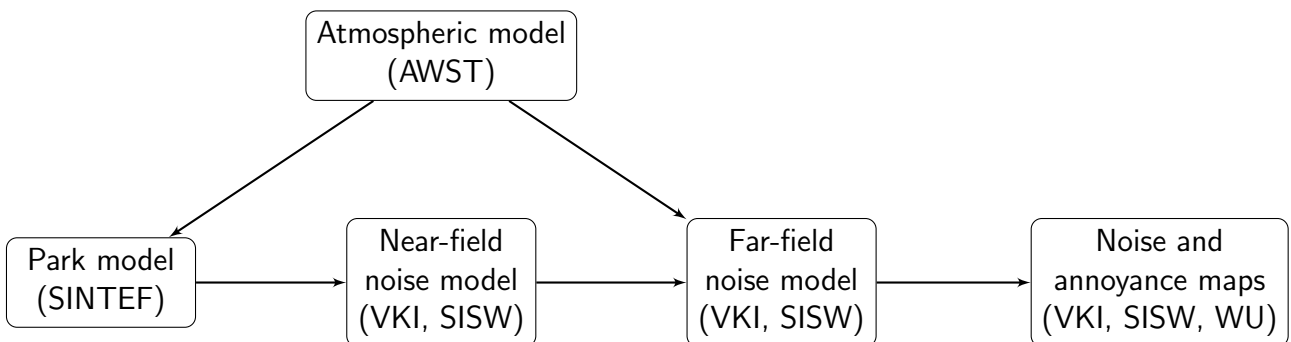 Atmospheric model
(AWST)
Park model
(SINTEF)
Near-field
noise model
(VKI, SISW)
Far-field
noise model
(VKI, SISW)
Noise and
annoyance maps
(VKI, SISW, WU)